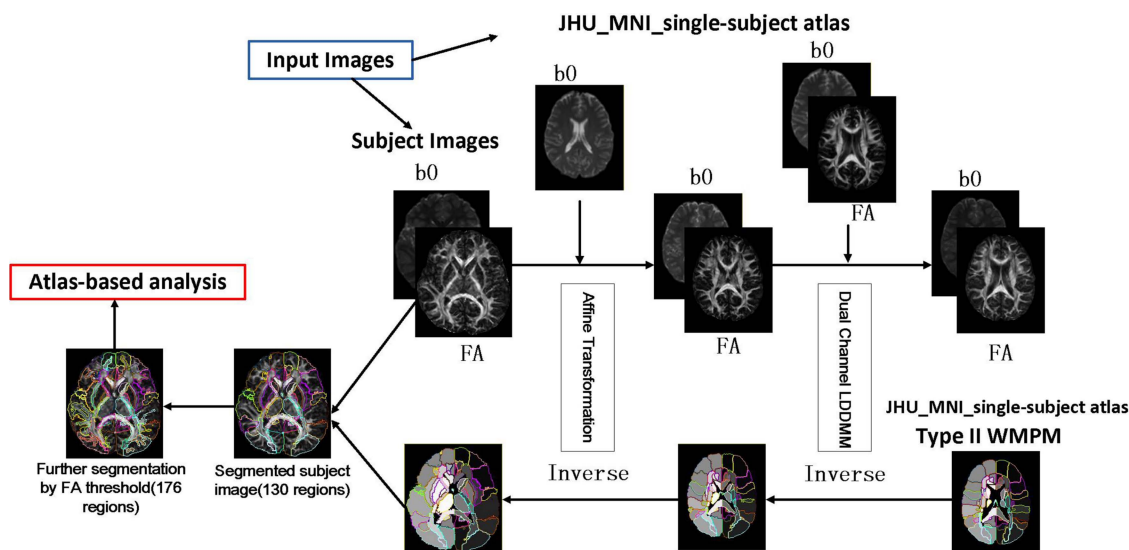 JHU_MNI_single-subject atlas
Input Images
b0
b0
Subject Images
b0
b0
b0
FA
Atlas-based analysis
FA
FA
FA
Affine Transformation
Dual Channel LDDMM
JHU_MNI_single-subject atlas
Type II WMPM
Inverse
Inverse
Further segmentation
by FA threshold(176
regions)
Segmented subject
image(130 regions)